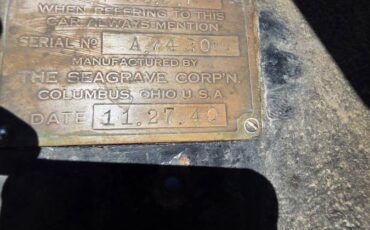 WHEN REFERING TO THIS
CAR ALWAYS MENTION
SERIAL No
MANUFACTURED BY
THE SEAGRAVE CORP'N.
COLUMBUS, OHIO U.S.A.
DATE 11.27.40